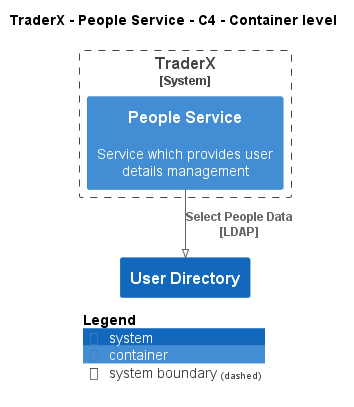 TraderX - People Service - C4 - Container level
TraderX
[System]
People Service
Service which provides user
details management
Select People Data
[LDAP]
User Directory
Legend
system
container
system boundary (dashed)